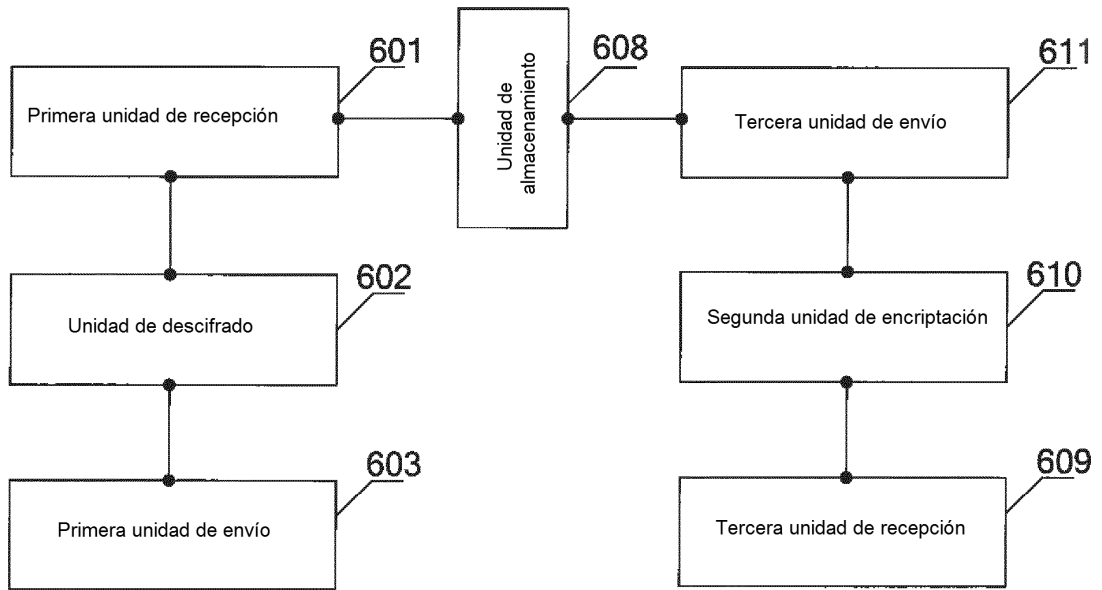 601
Primera unidad de recepción
608
Unidad de
almacenamiento
611
Tercera unidad de envío
602
Unidad de descifrado
610
Segunda unidad de encriptación
603
Primera unidad de envío
609
Tercera unidad de recepción